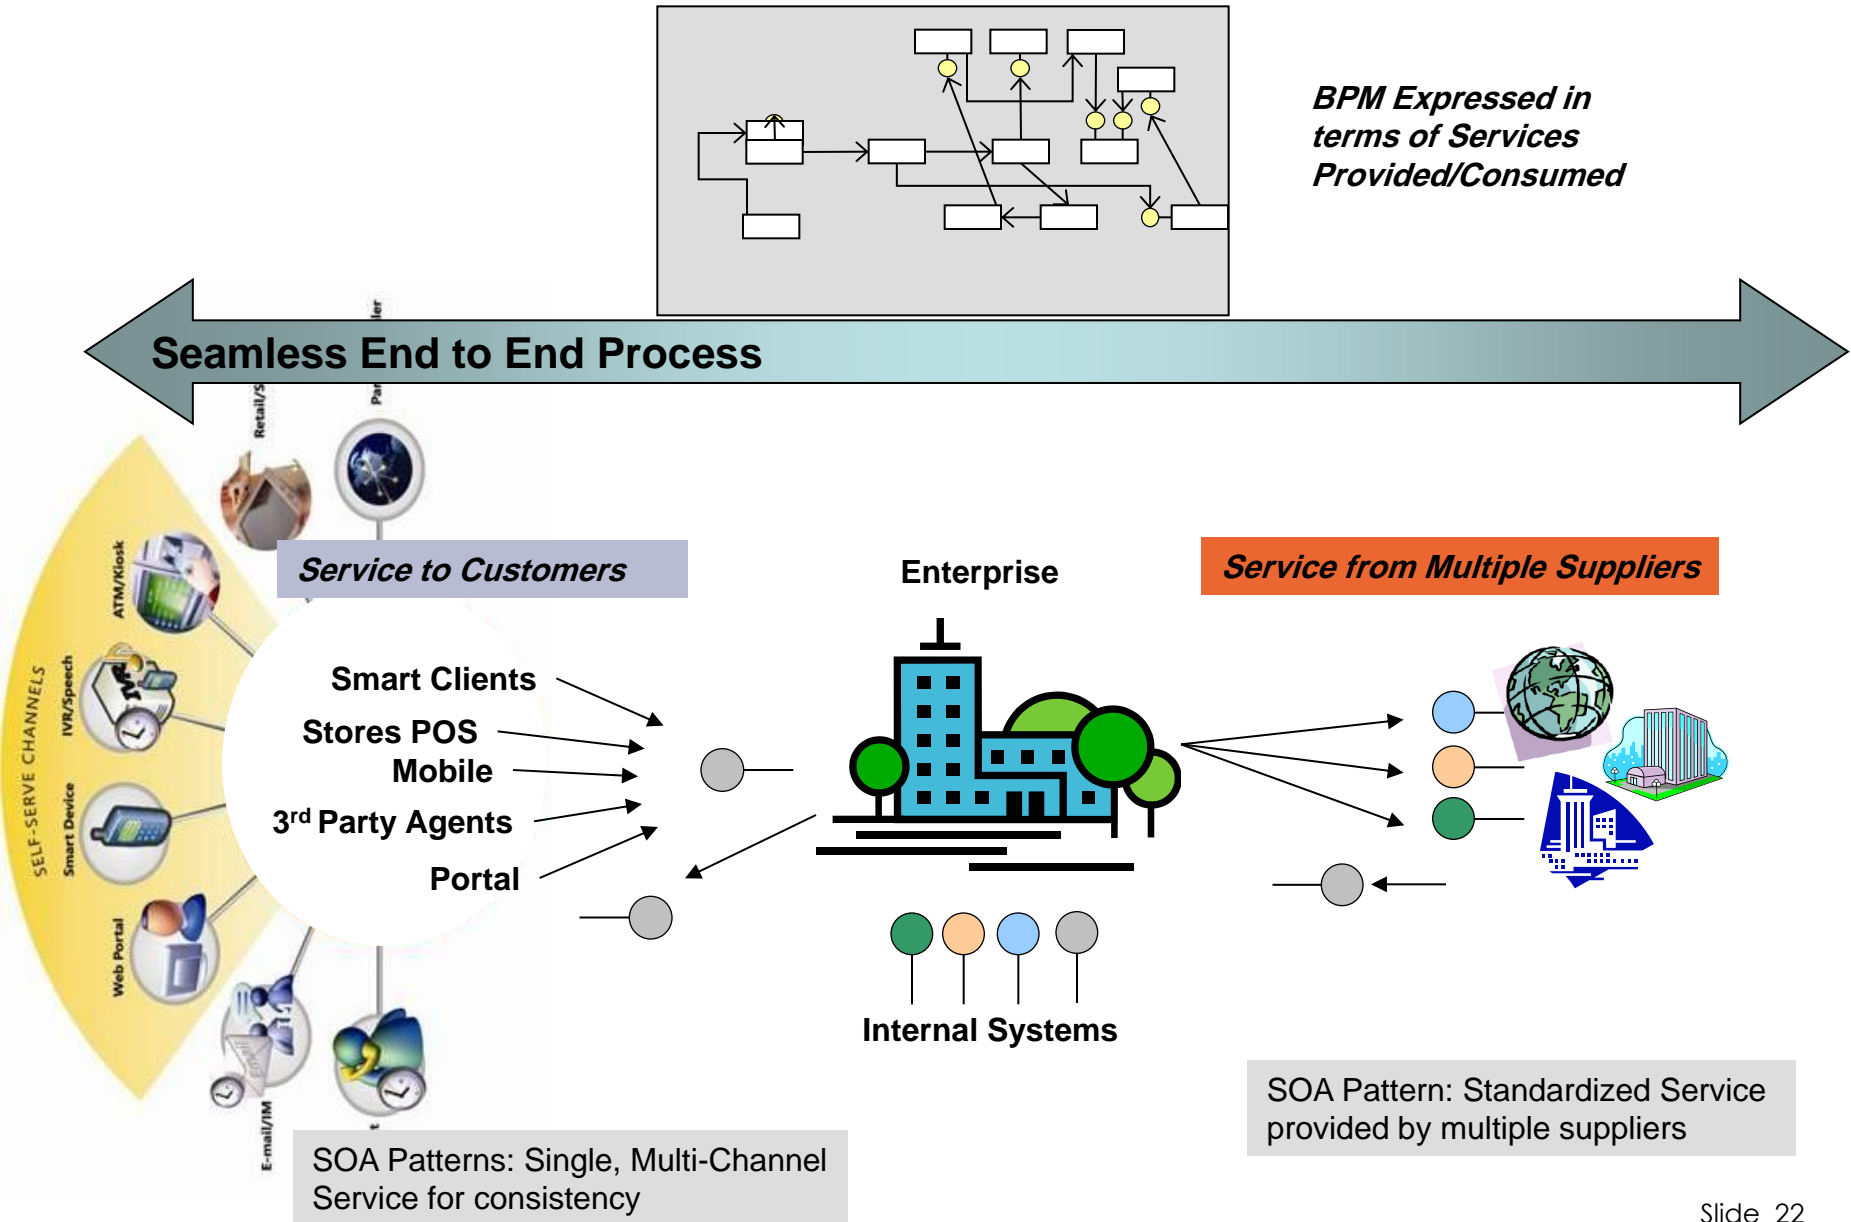 BPM Expressed in
terms of Services
Provided/Consumed
Seamless End to End Process
Service to Customers
Enterprise
Service from Multiple Suppliers
SELF-SERVE CHANNELS
ATM/Kiosk
IVR/Speech
Smart Device
Web Portal
E-mail/IM
Smart Clients
Stores POS
Mobile
3rd Party Agents
Portal
Internal Systems
SOA Pattern: Standardized Service
provided by multiple suppliers
SOA Patterns: Single, Multi-Channel
Service for consistency
Slide 22